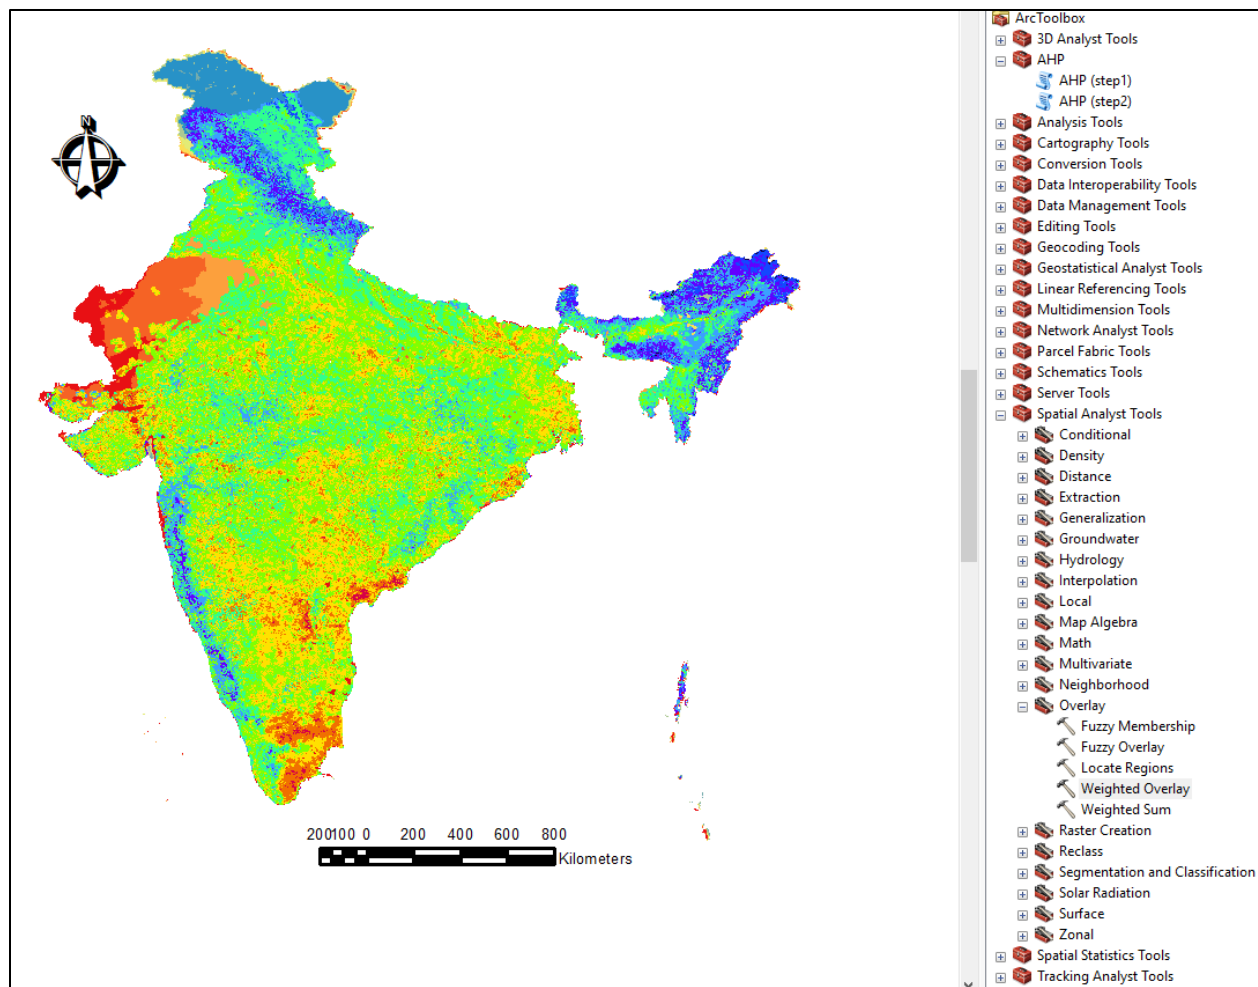 N
200100 0 200 400 600 800
Kilometers
ArcToolbox
3D Analyst Tools
AHP
AHP (step1)
AHP (step2)
Analysis Tools
Cartography Tools
Conversion Tools
Data Interoperability Tools
Data Management Tools
Editing Tools
Geocoding Tools
Geostatistical Analyst Tools
Linear Referencing Tools
Multidimension Tools
Network Analyst Tools
Parcel Fabric Tools
Schematics Tools
Server Tools
Spatial Analyst Tools
Conditional
Density
Distance
Extraction
Generalization
Groundwater
Hydrology
Interpolation
Local
Map Algebra
Math
Multivariate
Neighborhood
Overlay
Fuzzy Membership
Fuzzy Overlay
Locate Regions
Weighted Overlay
Weighted Sum
Raster Creation
Reclass
Segmentation and Classification
Solar Radiation
Surface
Zonal
Spatial Statistics Tools
Tracking Analyst Tools